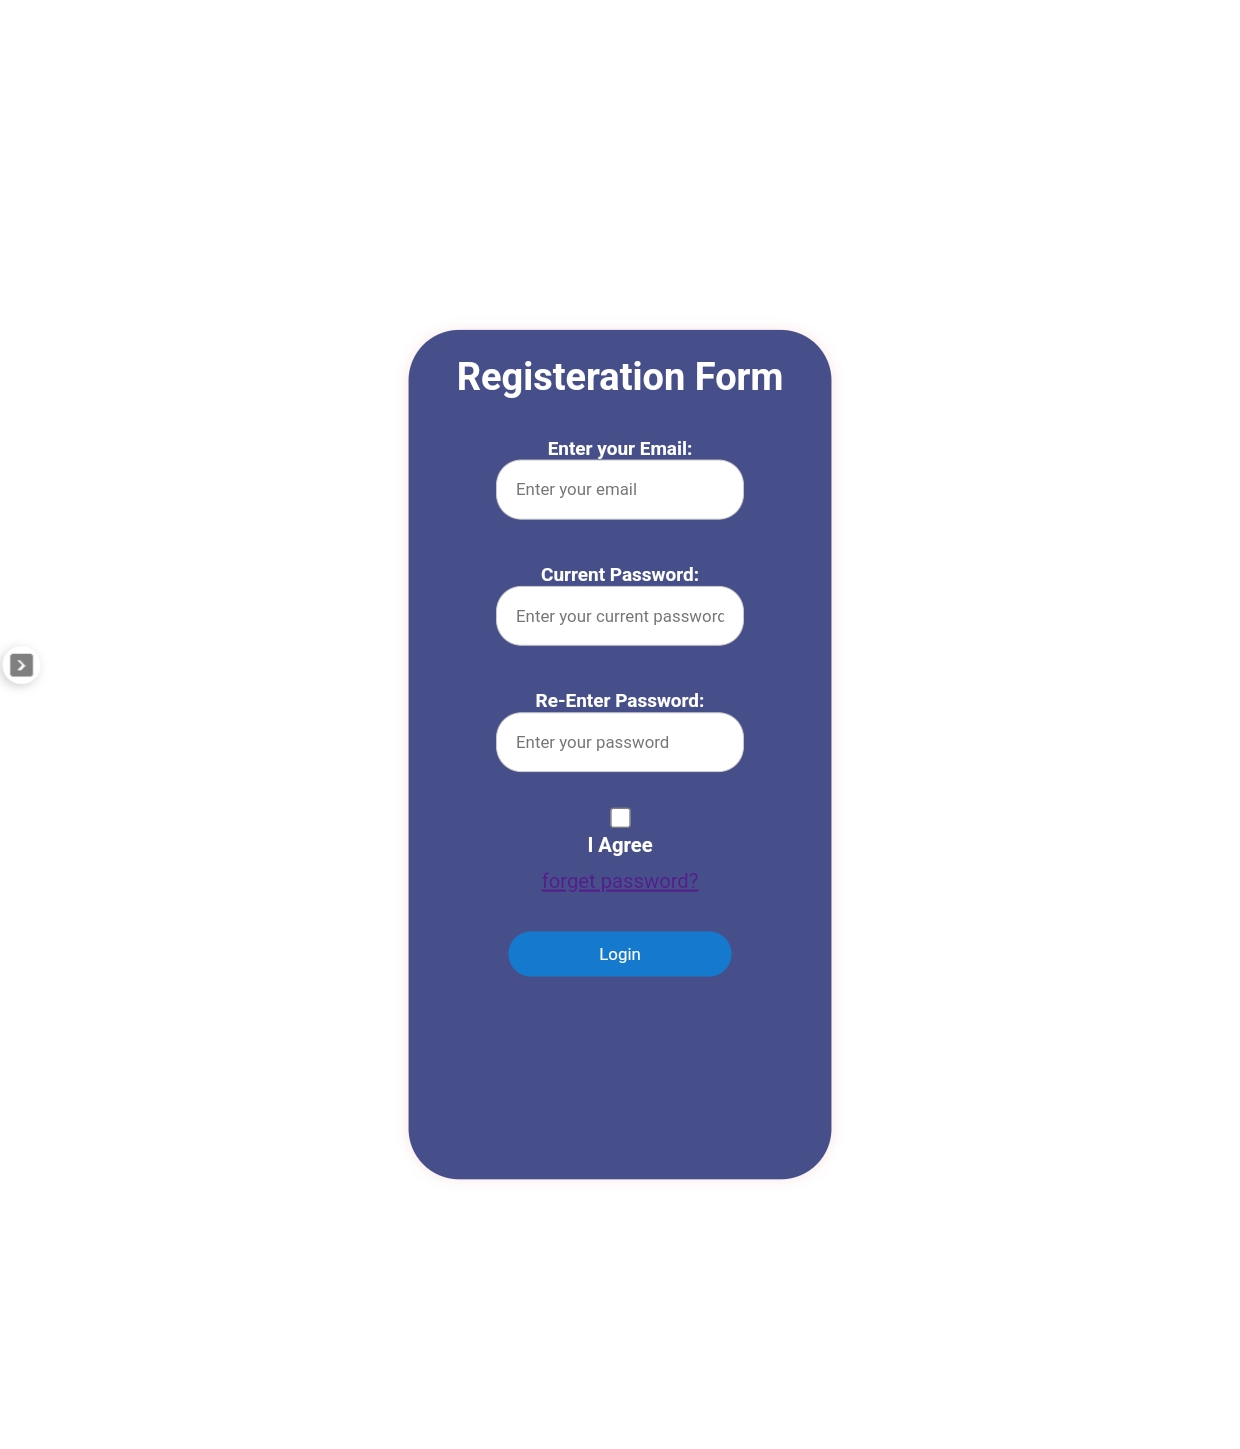 Registeration Form
Enter your Email:
Enter your email
Current Password:
Enter your current password
Re-Enter Password:
Enter your password
I Agree
forget password?
Login